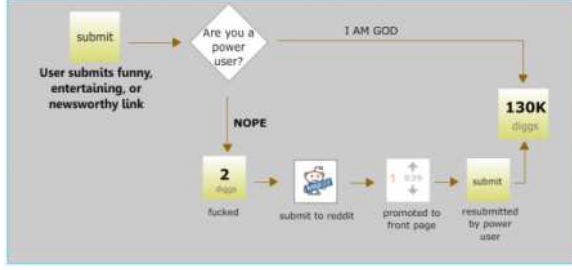 submit
User submits funny,
entertaining, or
newsworthy link
Are you a
power
user?
I AM GOD
130K
diggs
NOPE
2
diggs
fucked
submit to reddit
1
promoted to
front page
submit
resubmitted
by power
user